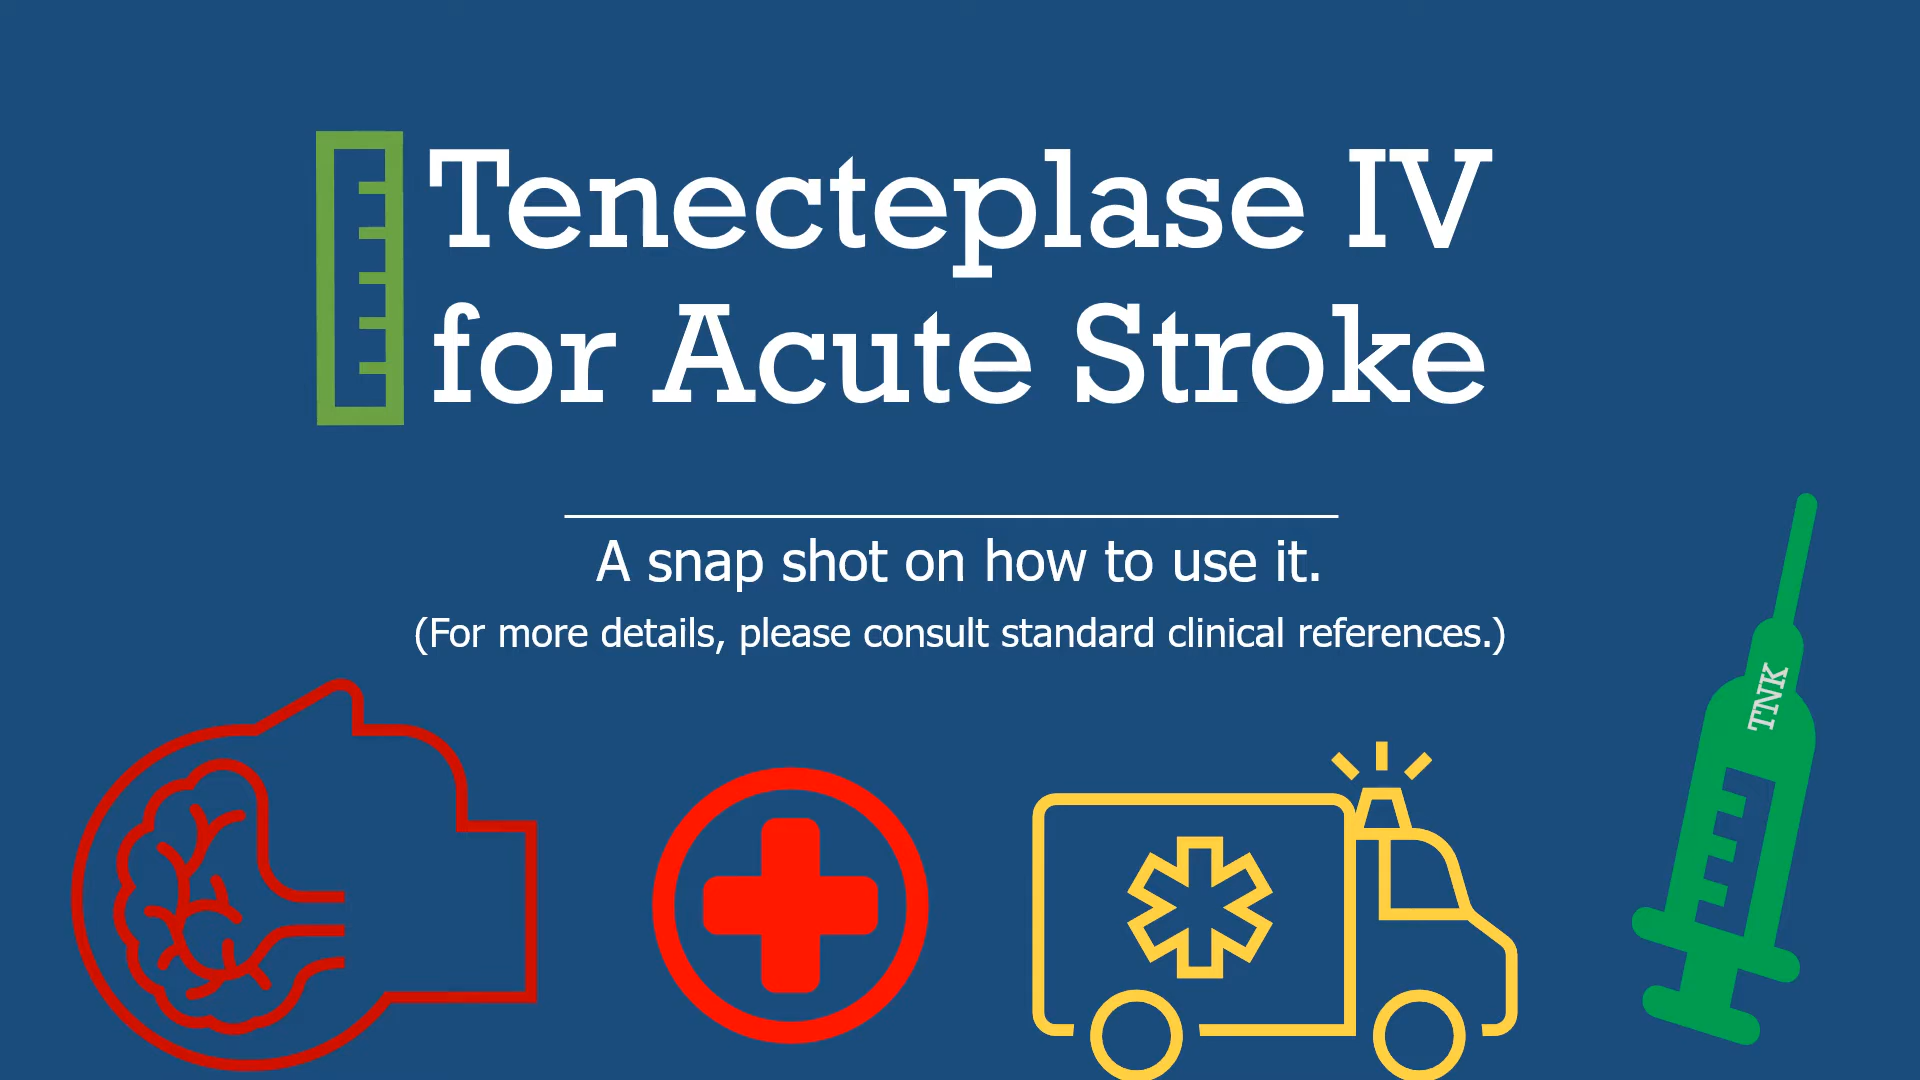 Tenecteplase IV
for Acute Stroke
A snap shot on how to use it.
(For more details, please consult standard clinical references.)
TNK